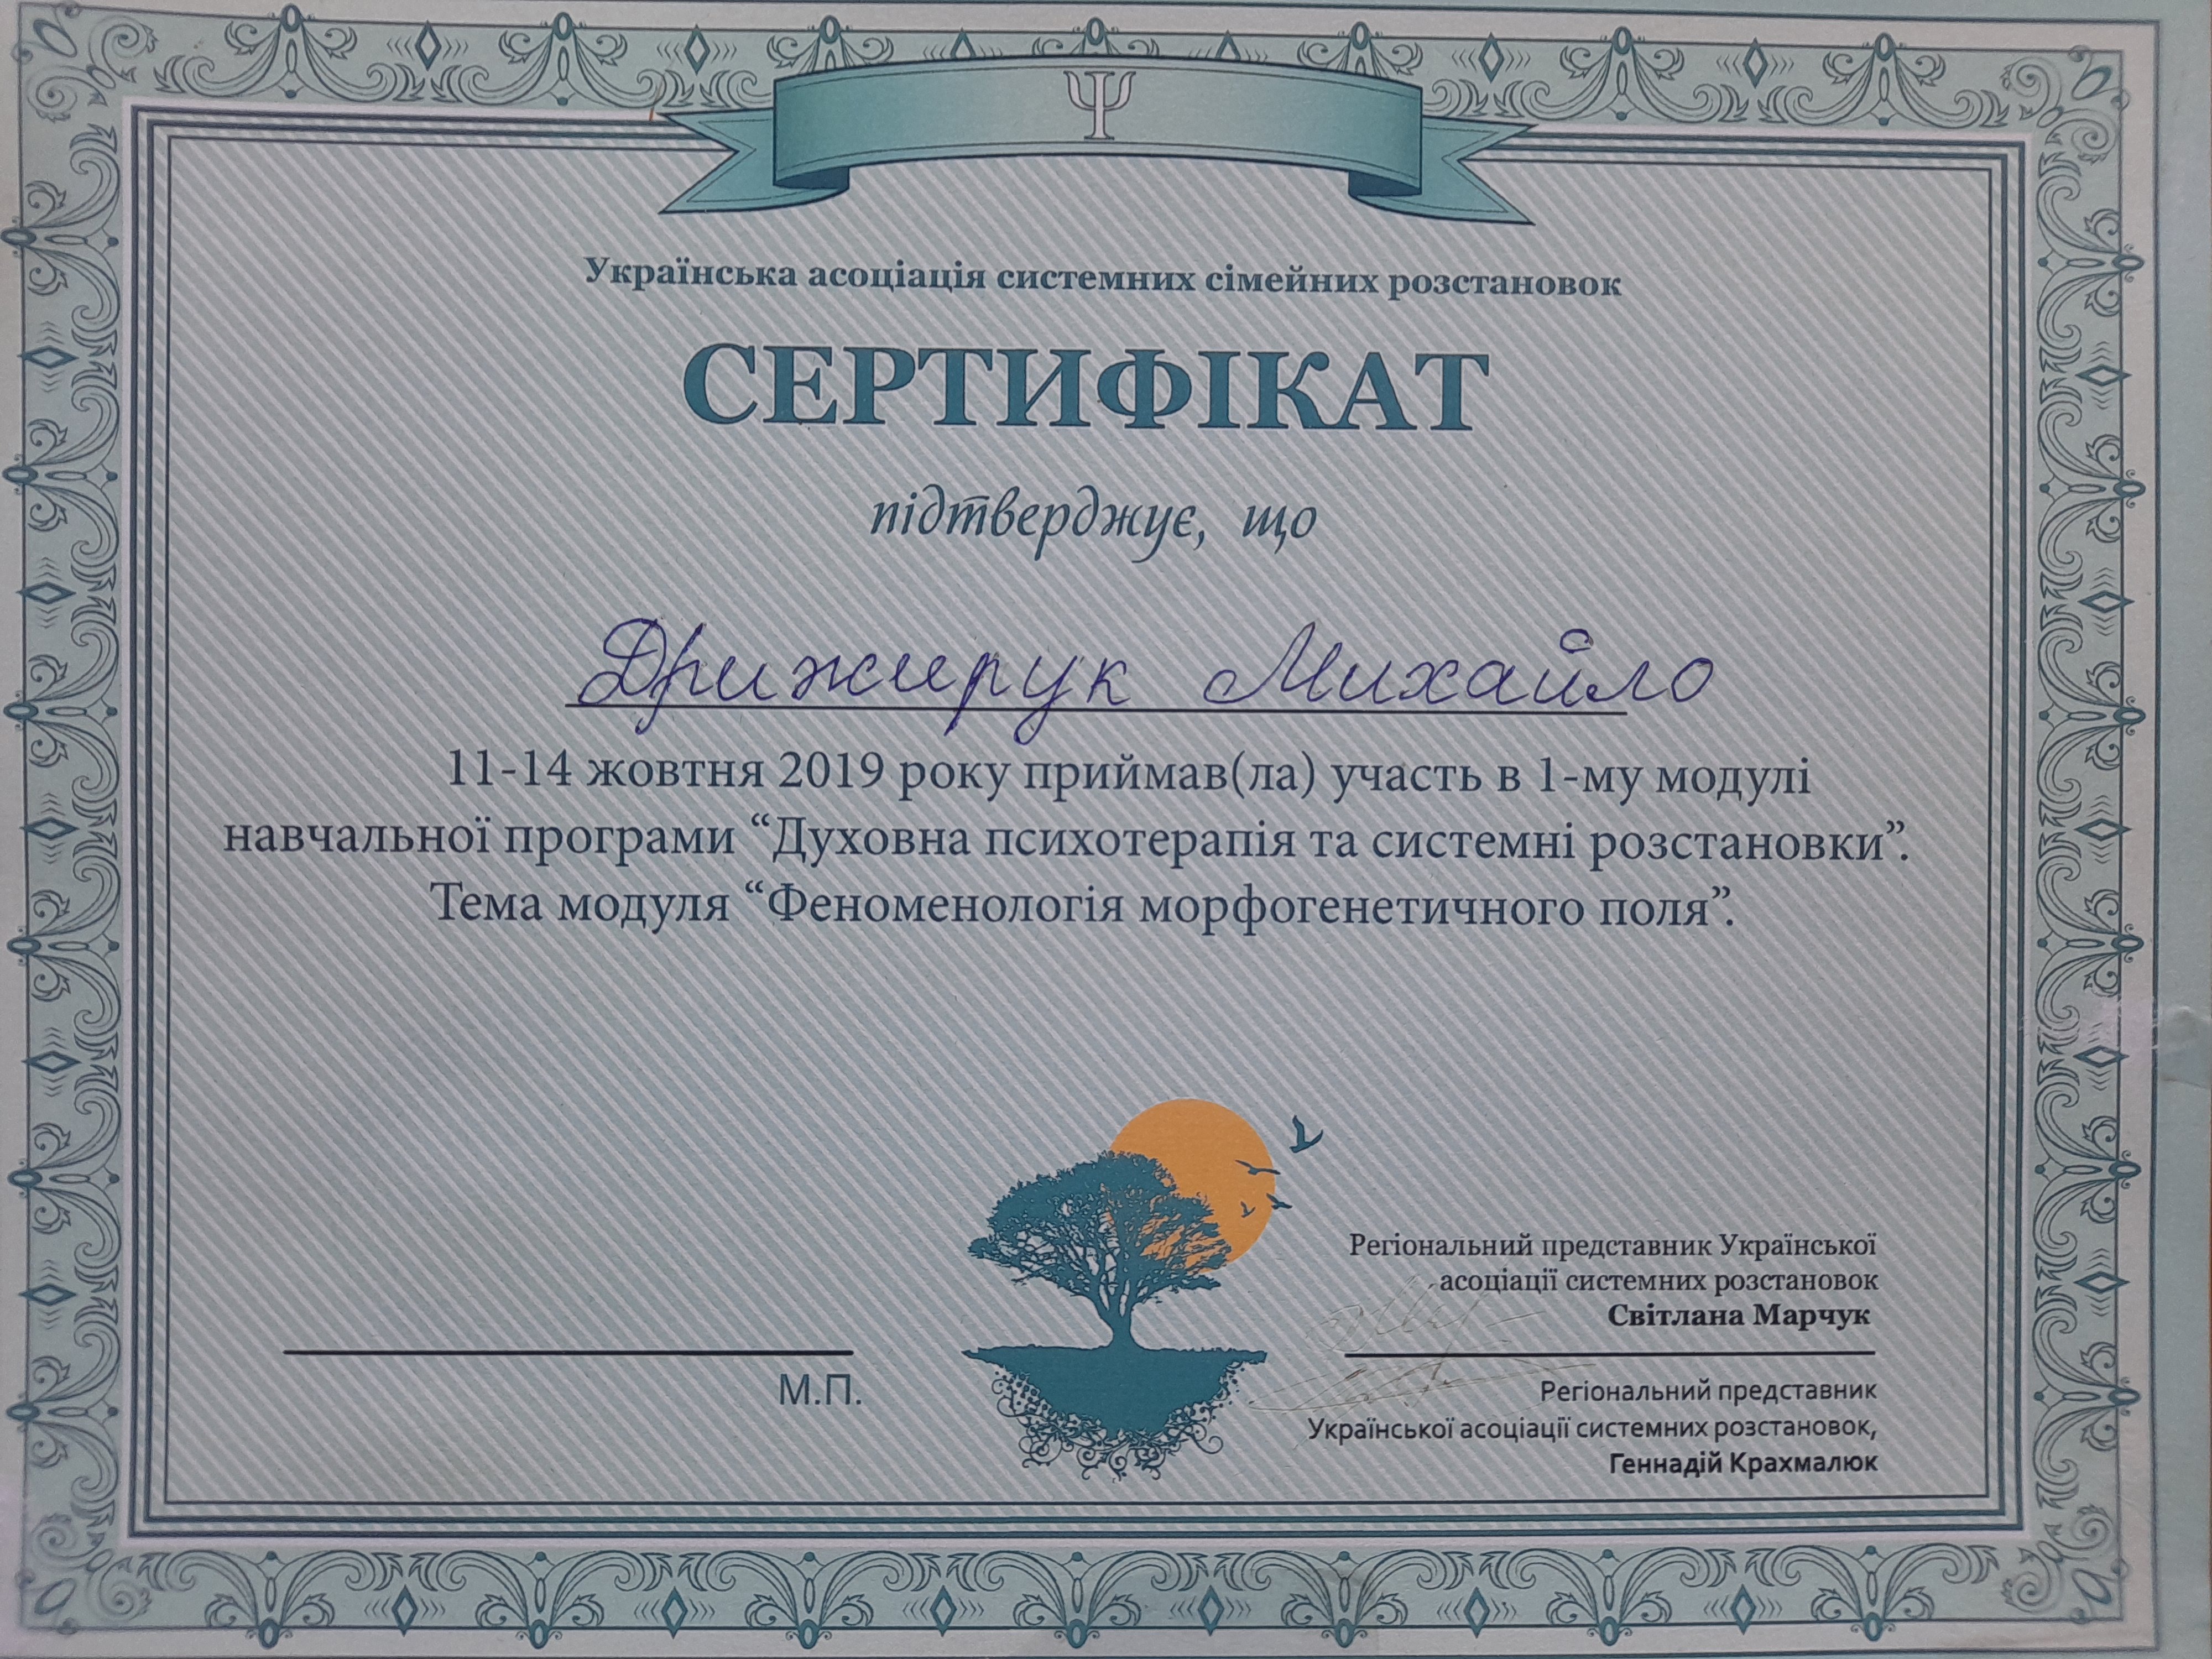 Ψ
Українська асоціація системних сімейних розстановок
СЕРТИФІКАТ
підтверджує, що
Дрижирук Михайло
11-14 жовтня 2019 року приймав(ла) участь в 1-му модулі
навчальної програми “Духовна психотерапія та системні розстановки”.
Тема модуля “Феноменологія морфогенетичного поля”.
Регіональний представник Української
асоціації системних розстановок
Світлана Марчук
М.П.
Регіональний представник
Української асоціації системних розстановок,
Геннадій Крахмалюк